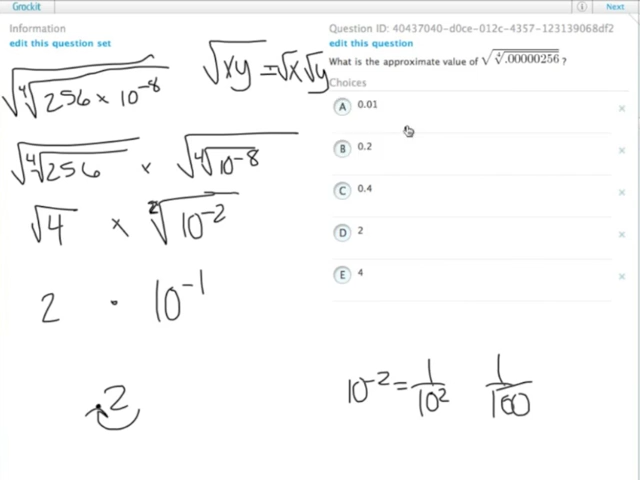 Grockit
Next
Information
edit this question set
Question ID: 40437040-d0ce-012c-4357-123139068df2
edit this question
What is the approximate value of √∜.00000256 ?
Choices
A 0.01
B 0.2
C 0.4
D 2
E 4
√∜256 × 10⁻⁸
√xy = √x √y
√∜256 × √∜10⁻⁸
√4 × ²√10⁻²
2 · 10⁻¹
.2
10⁻² = 1/10² 1/100